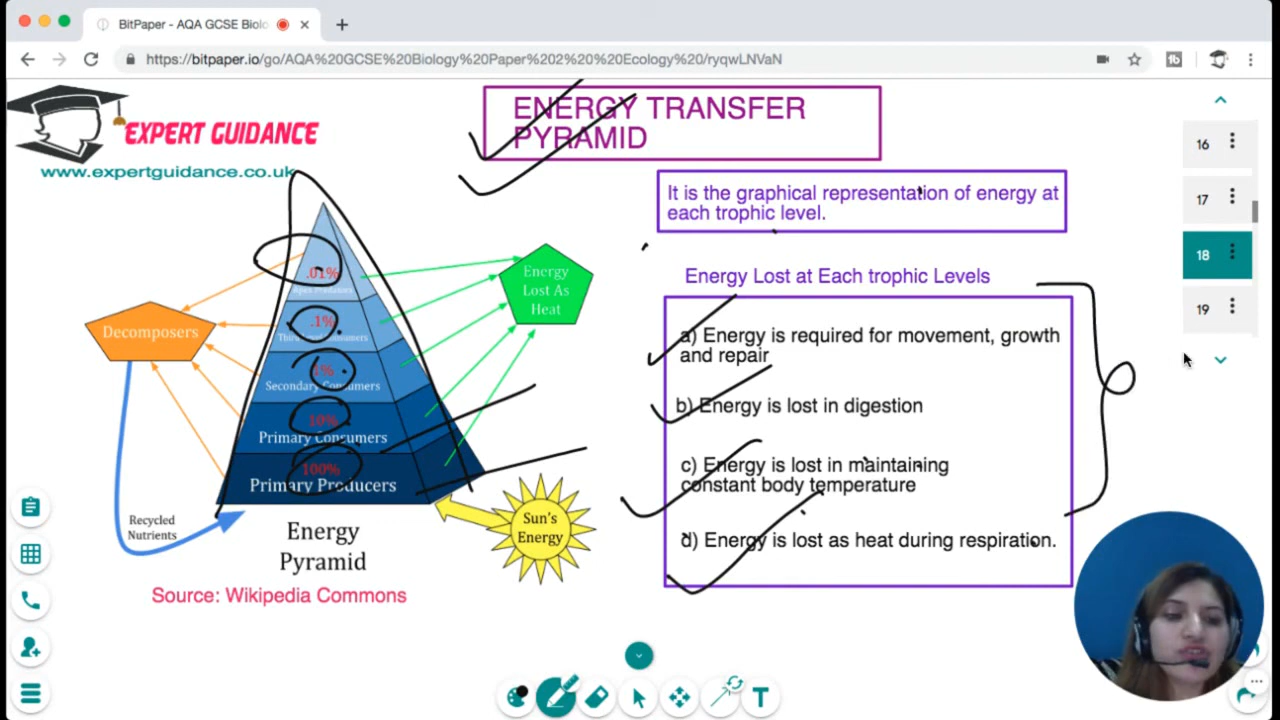 BitPaper - AQA GCSE Biolo
https://bitpaper.io/go/AQA%20GCSE%20Biology%20Paper%202%20%20Ecology%20/ryqwLNVaN
EXPERT GUIDANCE
www.expertguidance.co.uk
ENERGY TRANSFER
PYRAMID
It is the graphical representation of energy at
each trophic level.
Energy Lost at Each trophic Levels
a) Energy is required for movement, growth
and repair
b) Energy is lost in digestion
c) Energy is lost in maintaining
constant body temperature
d) Energy is lost as heat during respiration.
Decomposers
.01%
.1%
Secondary Consumers
10%
Primary Consumers
100%
Primary Producers
Energy
Lost As
Heat
Sun's
Energy
Recycled
Nutrients
Energy
Pyramid
Source: Wikipedia Commons
16
17
18
19
T